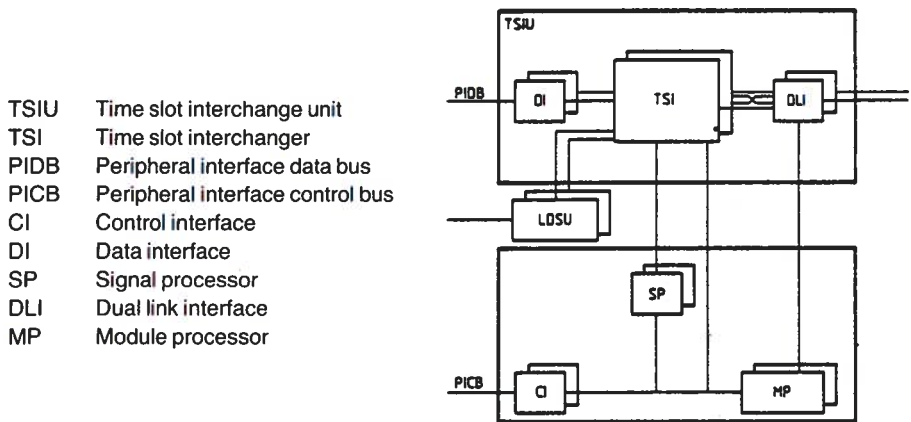 TSIU Time slot interchange unit
TSI Time slot interchanger
PIDB Peripheral interface data bus
PICB Peripheral interface control bus
CI Control interface
DI Data interface
SP Signal processor
DLI Dual link interface
MP Module processor
TSIU
PIDB
DI
TSI
DLI
LDSU
SP
PICB
CI
MP